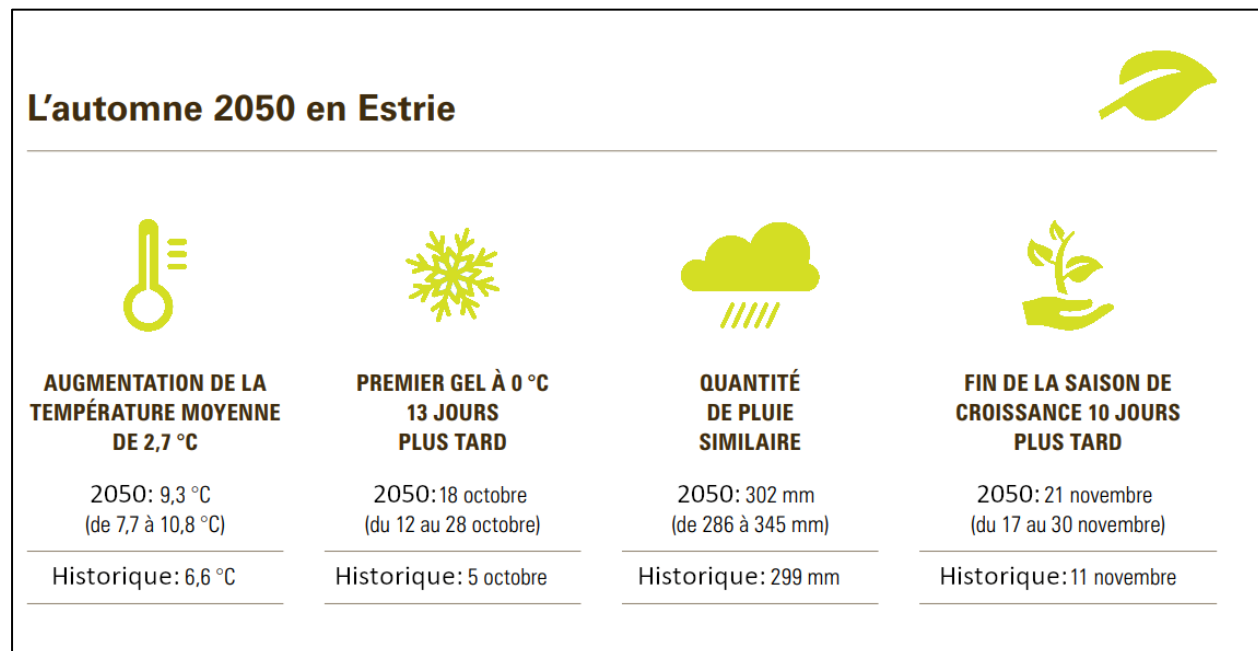 L'automne 2050 en Estrie
AUGMENTATION DE LA
TEMPÉRATURE MOYENNE
DE 2,7 °C
2050: 9,3 °C
(de 7,7 à 10,8 °C)
Historique: 6,6 °C
PREMIER GEL À 0 °C
13 JOURS
PLUS TARD
2050: 18 octobre
(du 12 au 28 octobre)
Historique: 5 octobre
QUANTITÉ
DE PLUIE
SIMILAIRE
2050: 302 mm
(de 286 à 345 mm)
Historique: 299 mm
FIN DE LA SAISON DE
CROISSANCE 10 JOURS
PLUS TARD
2050: 21 novembre
(du 17 au 30 novembre)
Historique: 11 novembre